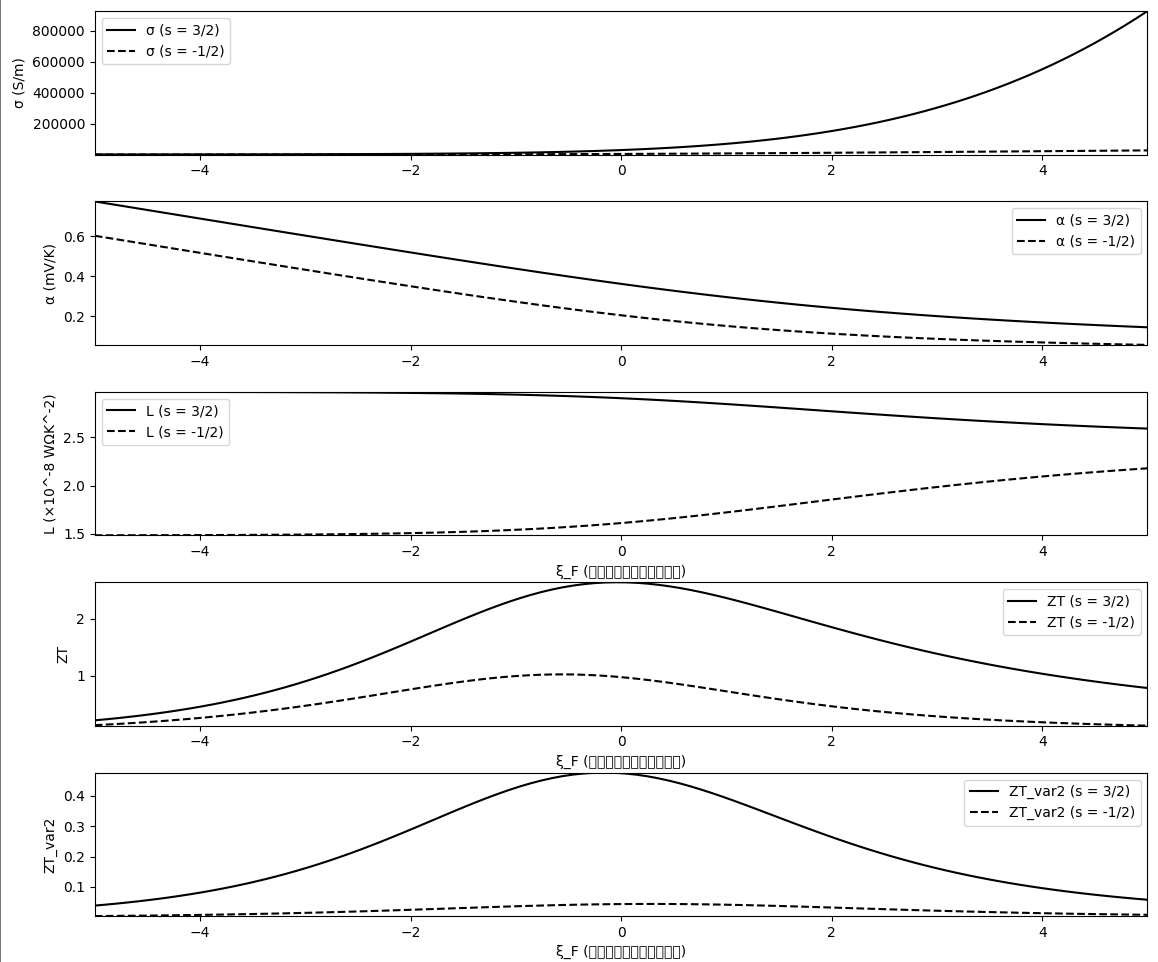 σ (S/m)
800000
600000
400000
200000
σ (s = 3/2)
σ (s = -1/2)
−4 −2 0 2 4
α (mV/K)
0.6
0.4
0.2
α (s = 3/2)
α (s = -1/2)
−4 −2 0 2 4
L (×10^-8 WΩK^-2)
2.5
2.0
1.5
L (s = 3/2)
L (s = -1/2)
−4 −2 0 2 4
ξ_F (▯▯▯▯▯▯▯▯▯▯▯)
ZT
2
1
ZT (s = 3/2)
ZT (s = -1/2)
−4 −2 0 2 4
ξ_F (▯▯▯▯▯▯▯▯▯▯▯)
ZT_var2
0.4
0.3
0.2
0.1
ZT_var2 (s = 3/2)
ZT_var2 (s = -1/2)
−4 −2 0 2 4
ξ_F (▯▯▯▯▯▯▯▯▯▯▯)